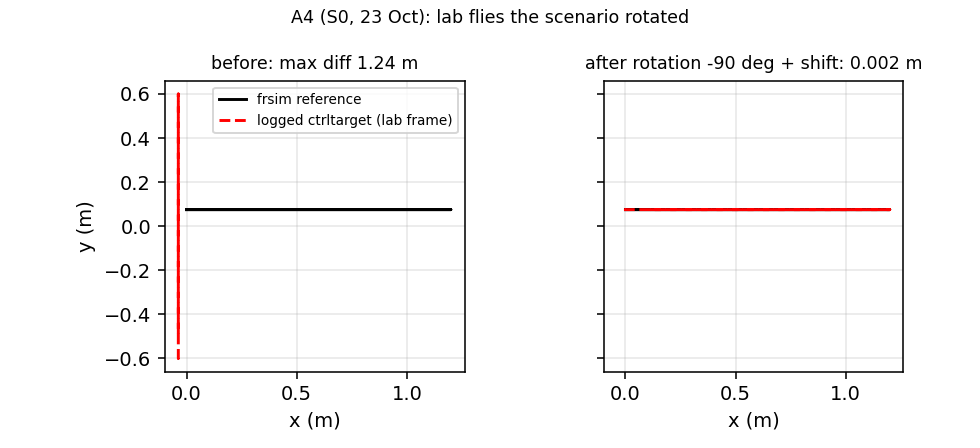 A4 (S0, 23 Oct): lab flies the scenario rotated
before: max diff 1.24 m
after rotation -90 deg + shift: 0.002 m
frsim reference
logged ctrltarget (lab frame)
0.6
0.4
0.2
0.0
−0.2
−0.4
−0.6
y (m)
0.0 0.5 1.0
x (m)
0.0 0.5 1.0
x (m)